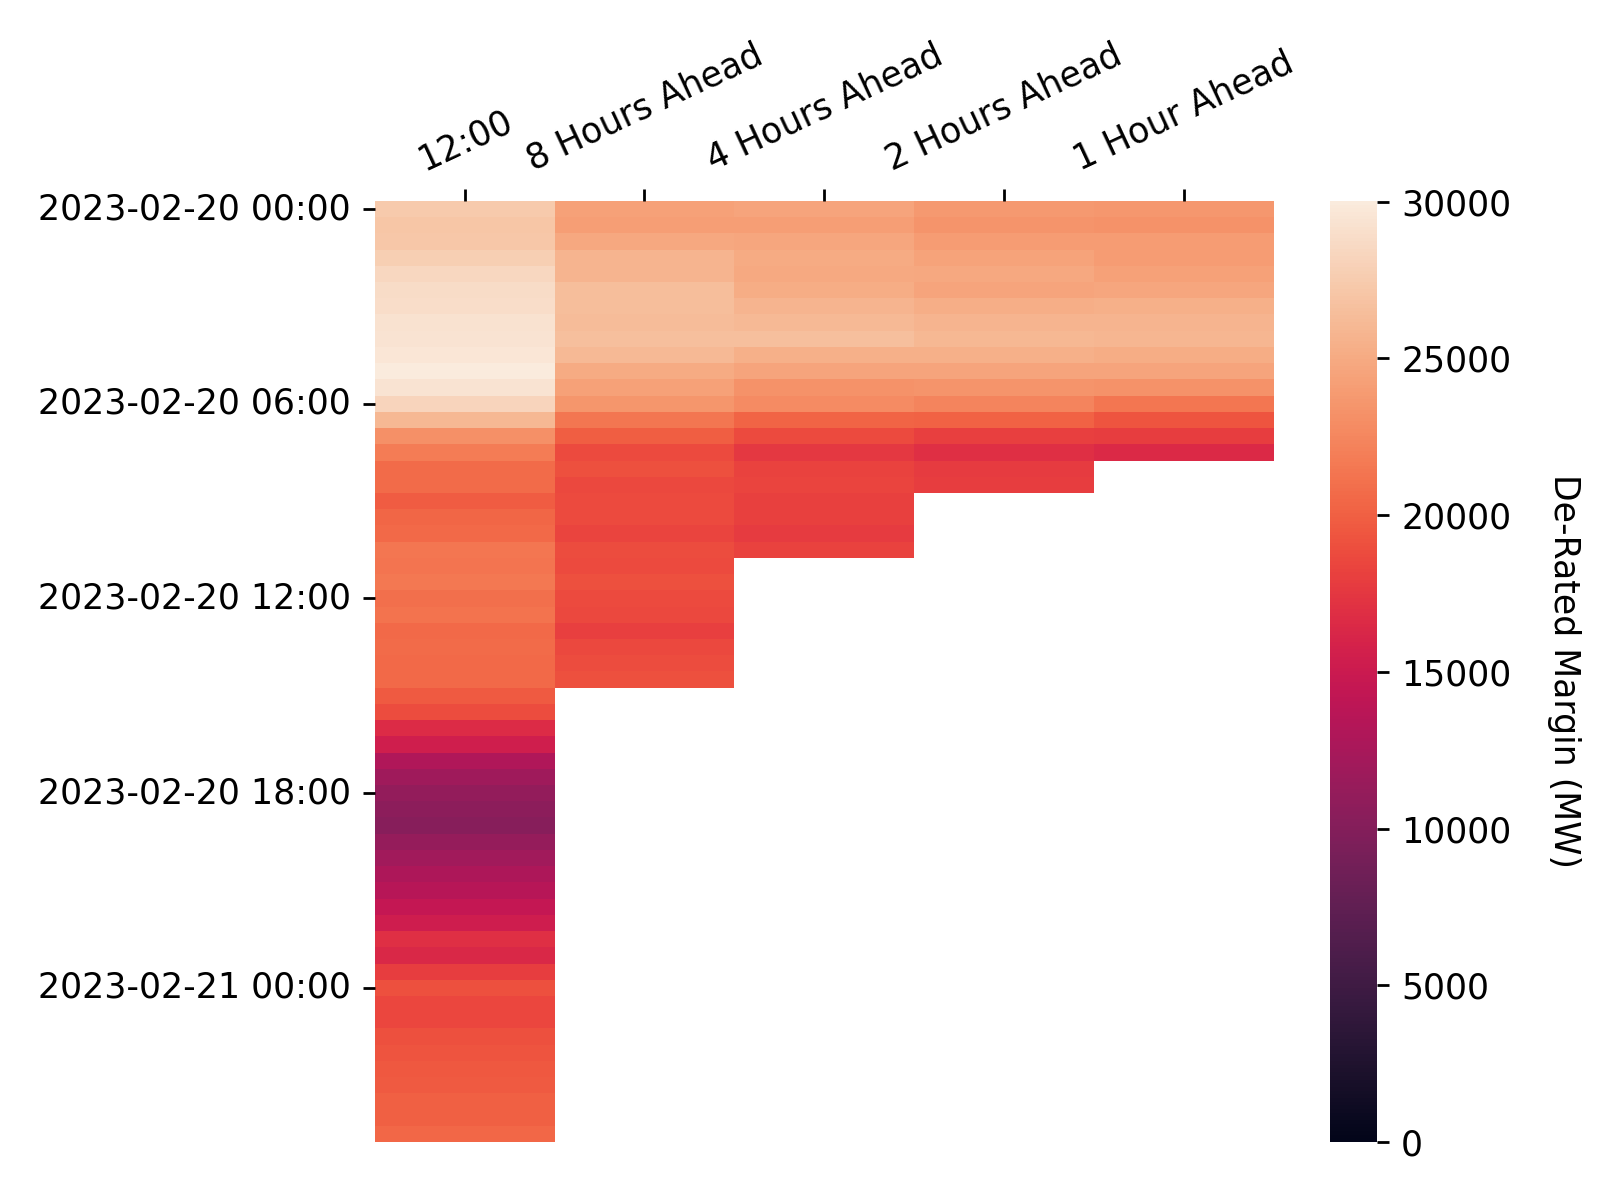 12:00
8 Hours Ahead
4 Hours Ahead
2 Hours Ahead
1 Hour Ahead
2023-02-20 00:00
2023-02-20 06:00
2023-02-20 12:00
2023-02-20 18:00
2023-02-21 00:00
30000
25000
20000
15000
10000
5000
0
De-Rated Margin (MW)